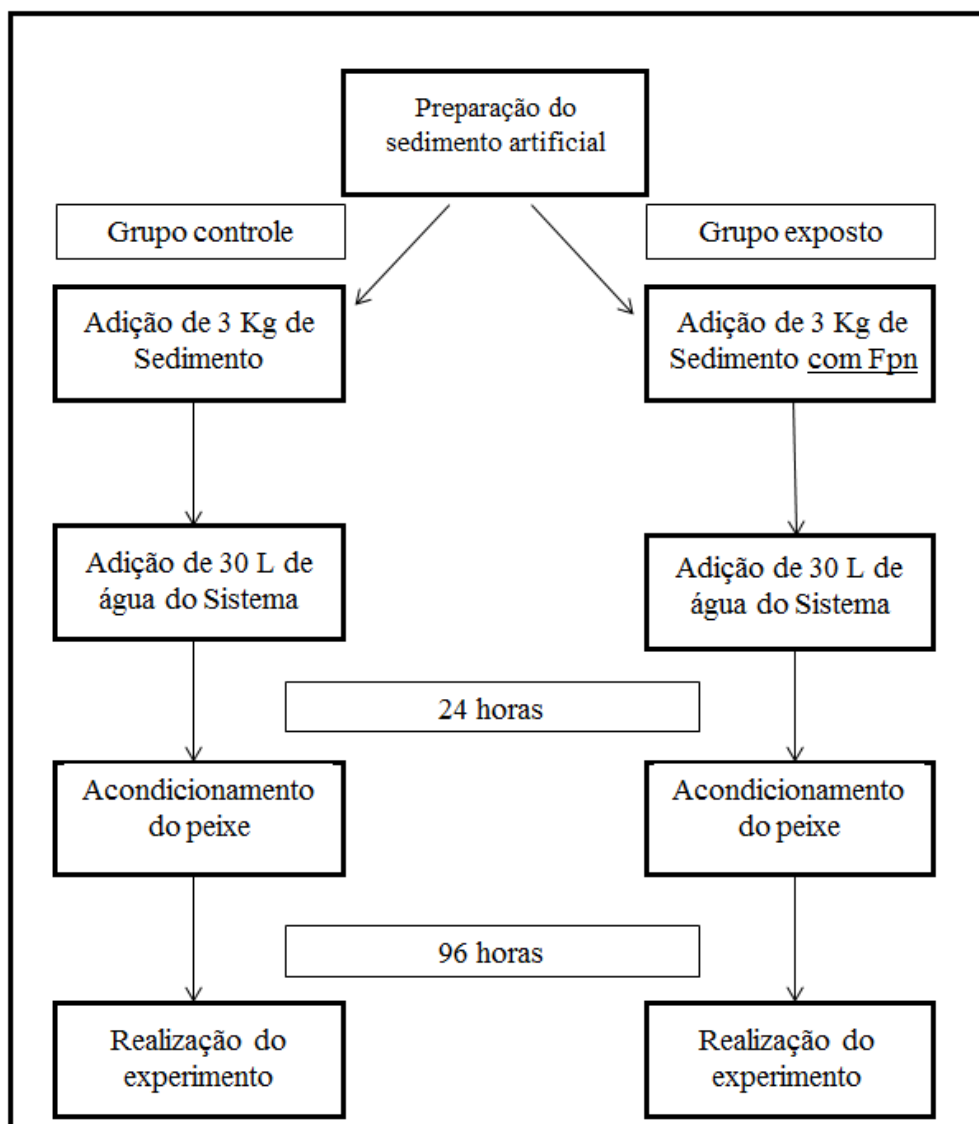 Preparação do
sedimento artificial
Grupo controle
Grupo exposto
Adição de 3 Kg de
Sedimento
Adição de 3 Kg de
Sedimento com Fpn
Adição de 30 L de
água do Sistema
Adição de 30 L de
água do Sistema
24 horas
Acondicionamento
do peixe
Acondicionamento
do peixe
96 horas
Realização do
experimento
Realização do
experimento